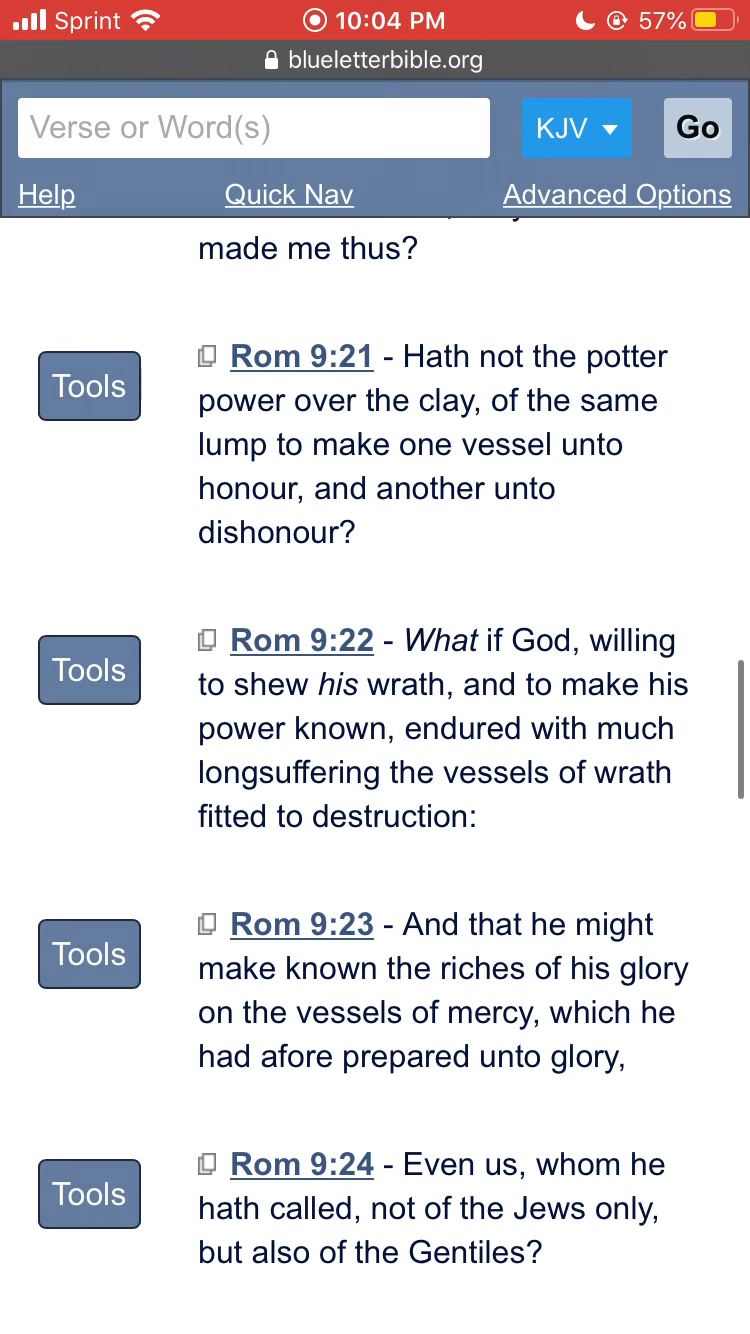 Sprint 10:04 PM 57%
blueletterbible.org
Verse or Word(s) KJV Go
Help Quick Nav Advanced Options
made me thus?
Tools
Rom 9:21 - Hath not the potter
power over the clay, of the same
lump to make one vessel unto
honour, and another unto
dishonour?
Tools
Rom 9:22 - What if God, willing
to shew his wrath, and to make his
power known, endured with much
longsuffering the vessels of wrath
fitted to destruction:
Tools
Rom 9:23 - And that he might
make known the riches of his glory
on the vessels of mercy, which he
had afore prepared unto glory,
Tools
Rom 9:24 - Even us, whom he
hath called, not of the Jews only,
but also of the Gentiles?